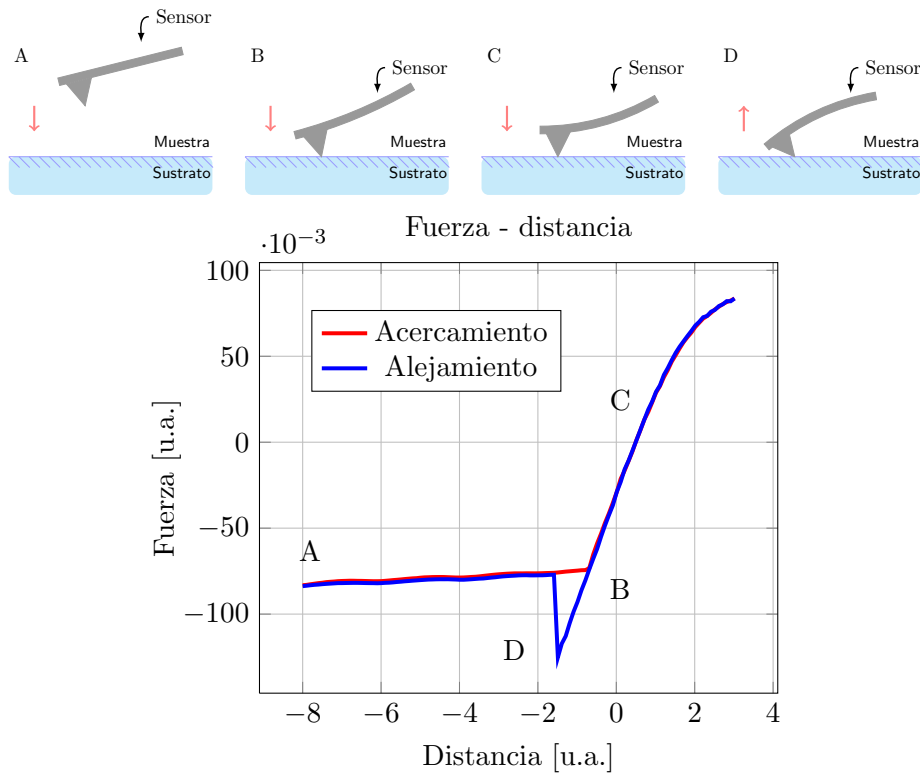 A
Sensor
Muestra
Sustrato
B
Sensor
Muestra
Sustrato
C
Sensor
Muestra
Sustrato
D
Sensor
Muestra
Sustrato
Fuerza - distancia
·10⁻³
100
50
0
−50
−100
Fuerza [u.a.]
Acercamiento
Alejamiento
A
B
C
D
−8 −6 −4 −2 0 2 4
Distancia [u.a.]